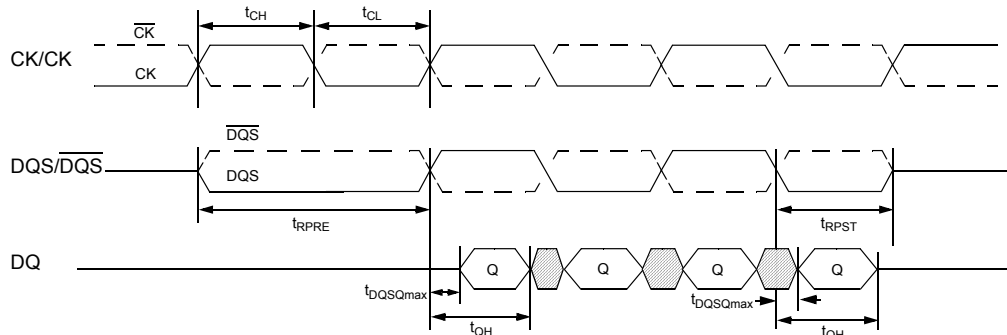 tCH tCL
CK
CK/CK
CK
DQS
DQS/DQS
DQS
tRPRE tRPST
DQ Q Q Q Q
tDQSQmax tDQSQmax
tQH tQH